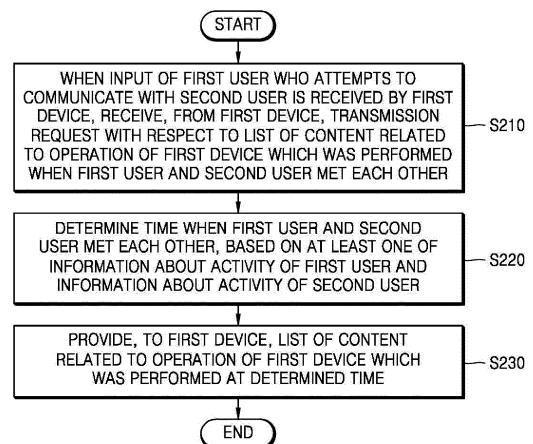 START
WHEN INPUT OF FIRST USER WHO ATTEMPTS TO
COMMUNICATE WITH SECOND USER IS RECEIVED BY FIRST
DEVICE, RECEIVE, FROM FIRST DEVICE, TRANSMISSION
REQUEST WITH RESPECT TO LIST OF CONTENT RELATED
TO OPERATION OF FIRST DEVICE WHICH WAS PERFORMED
WHEN FIRST USER AND SECOND USER MET EACH OTHER
S210
DETERMINE TIME WHEN FIRST USER AND SECOND
USER MET EACH OTHER, BASED ON AT LEAST ONE OF
INFORMATION ABOUT ACTIVITY OF FIRST USER AND
INFORMATION ABOUT ACTIVITY OF SECOND USER
S220
PROVIDE, TO FIRST DEVICE, LIST OF CONTENT
RELATED TO OPERATION OF FIRST DEVICE WHICH
WAS PERFORMED AT DETERMINED TIME
S230
END